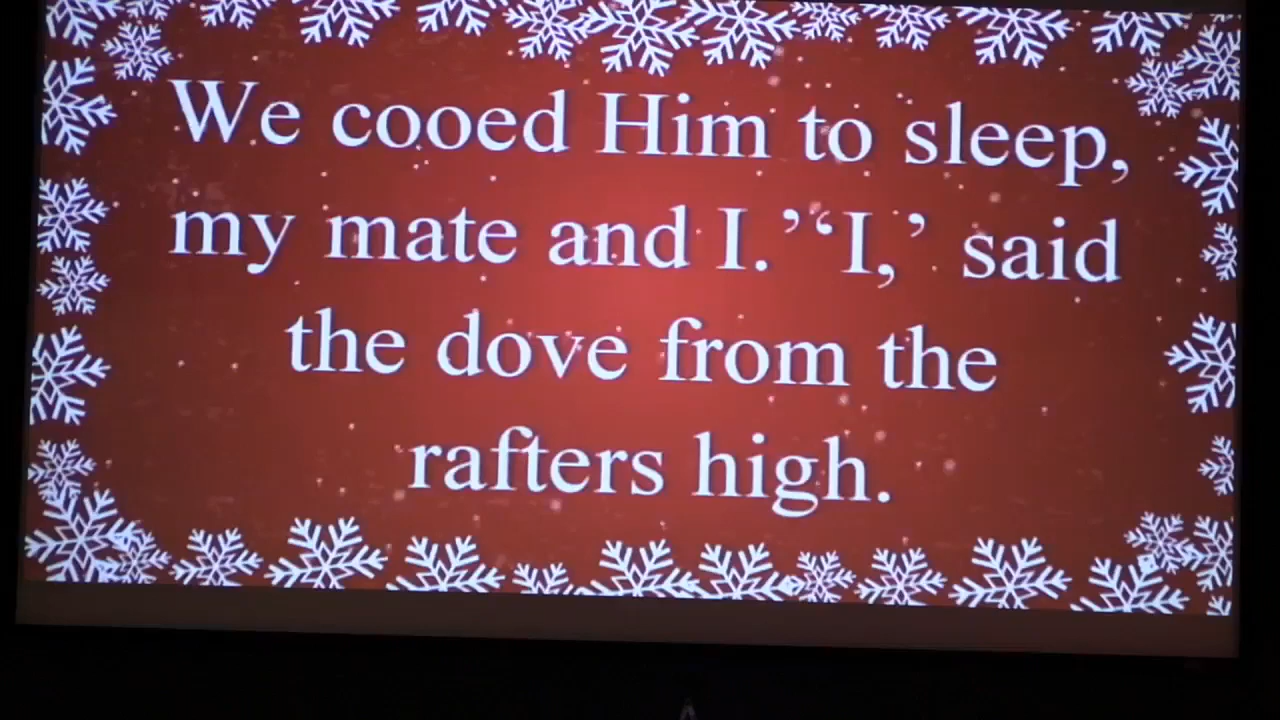 We cooed Him to sleep,
my mate and I.’‘I,’ said
the dove from the
rafters high.